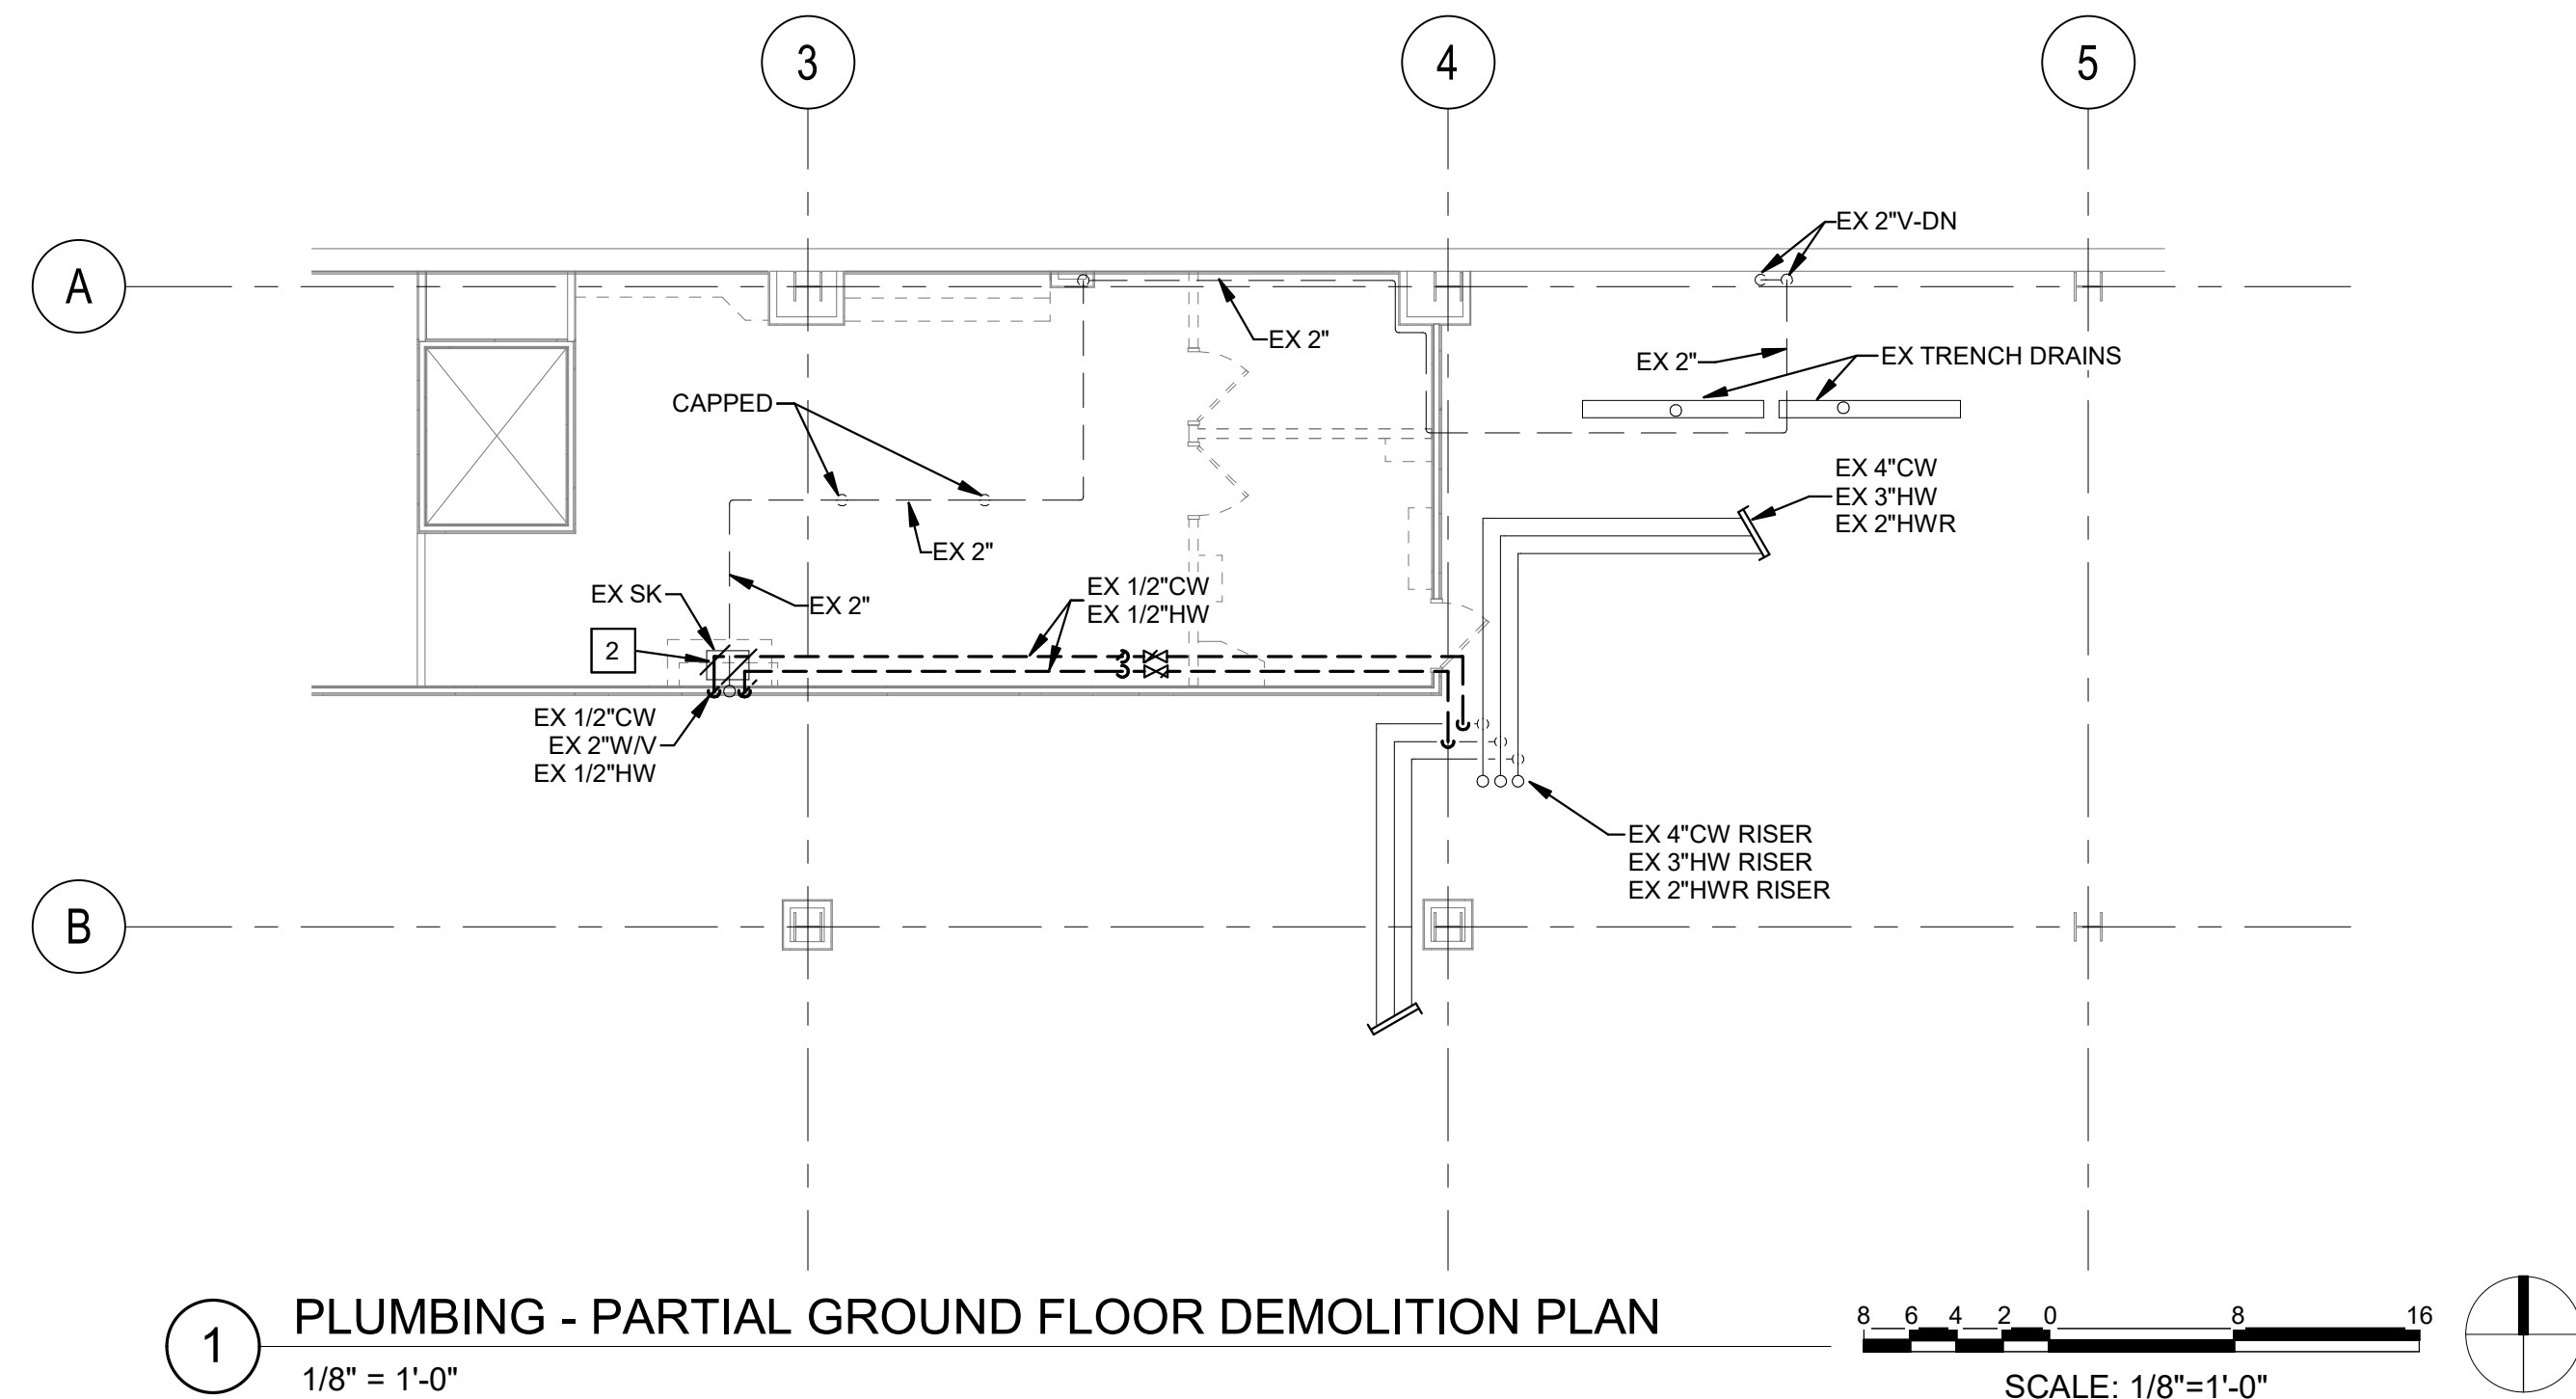 3
4
5
EX 2"V-DN
A
EX 2"
EX 2"
EX TRENCH DRAINS
CAPPED
EX 4"CW
EX 3"HW
EX 2"HWR
EX 2"
EX SK
EX 2"
EX 1/2"CW
EX 1/2"HW
2
EX 1/2"CW
EX 2"W/V
EX 1/2"HW
EX 4"CW RISER
EX 3"HW RISER
EX 2"HWR RISER
B
1
PLUMBING - PARTIAL GROUND FLOOR DEMOLITION PLAN
1/8" = 1'-0"
8 6 4 2 0 8 16
SCALE: 1/8"=1'-0"